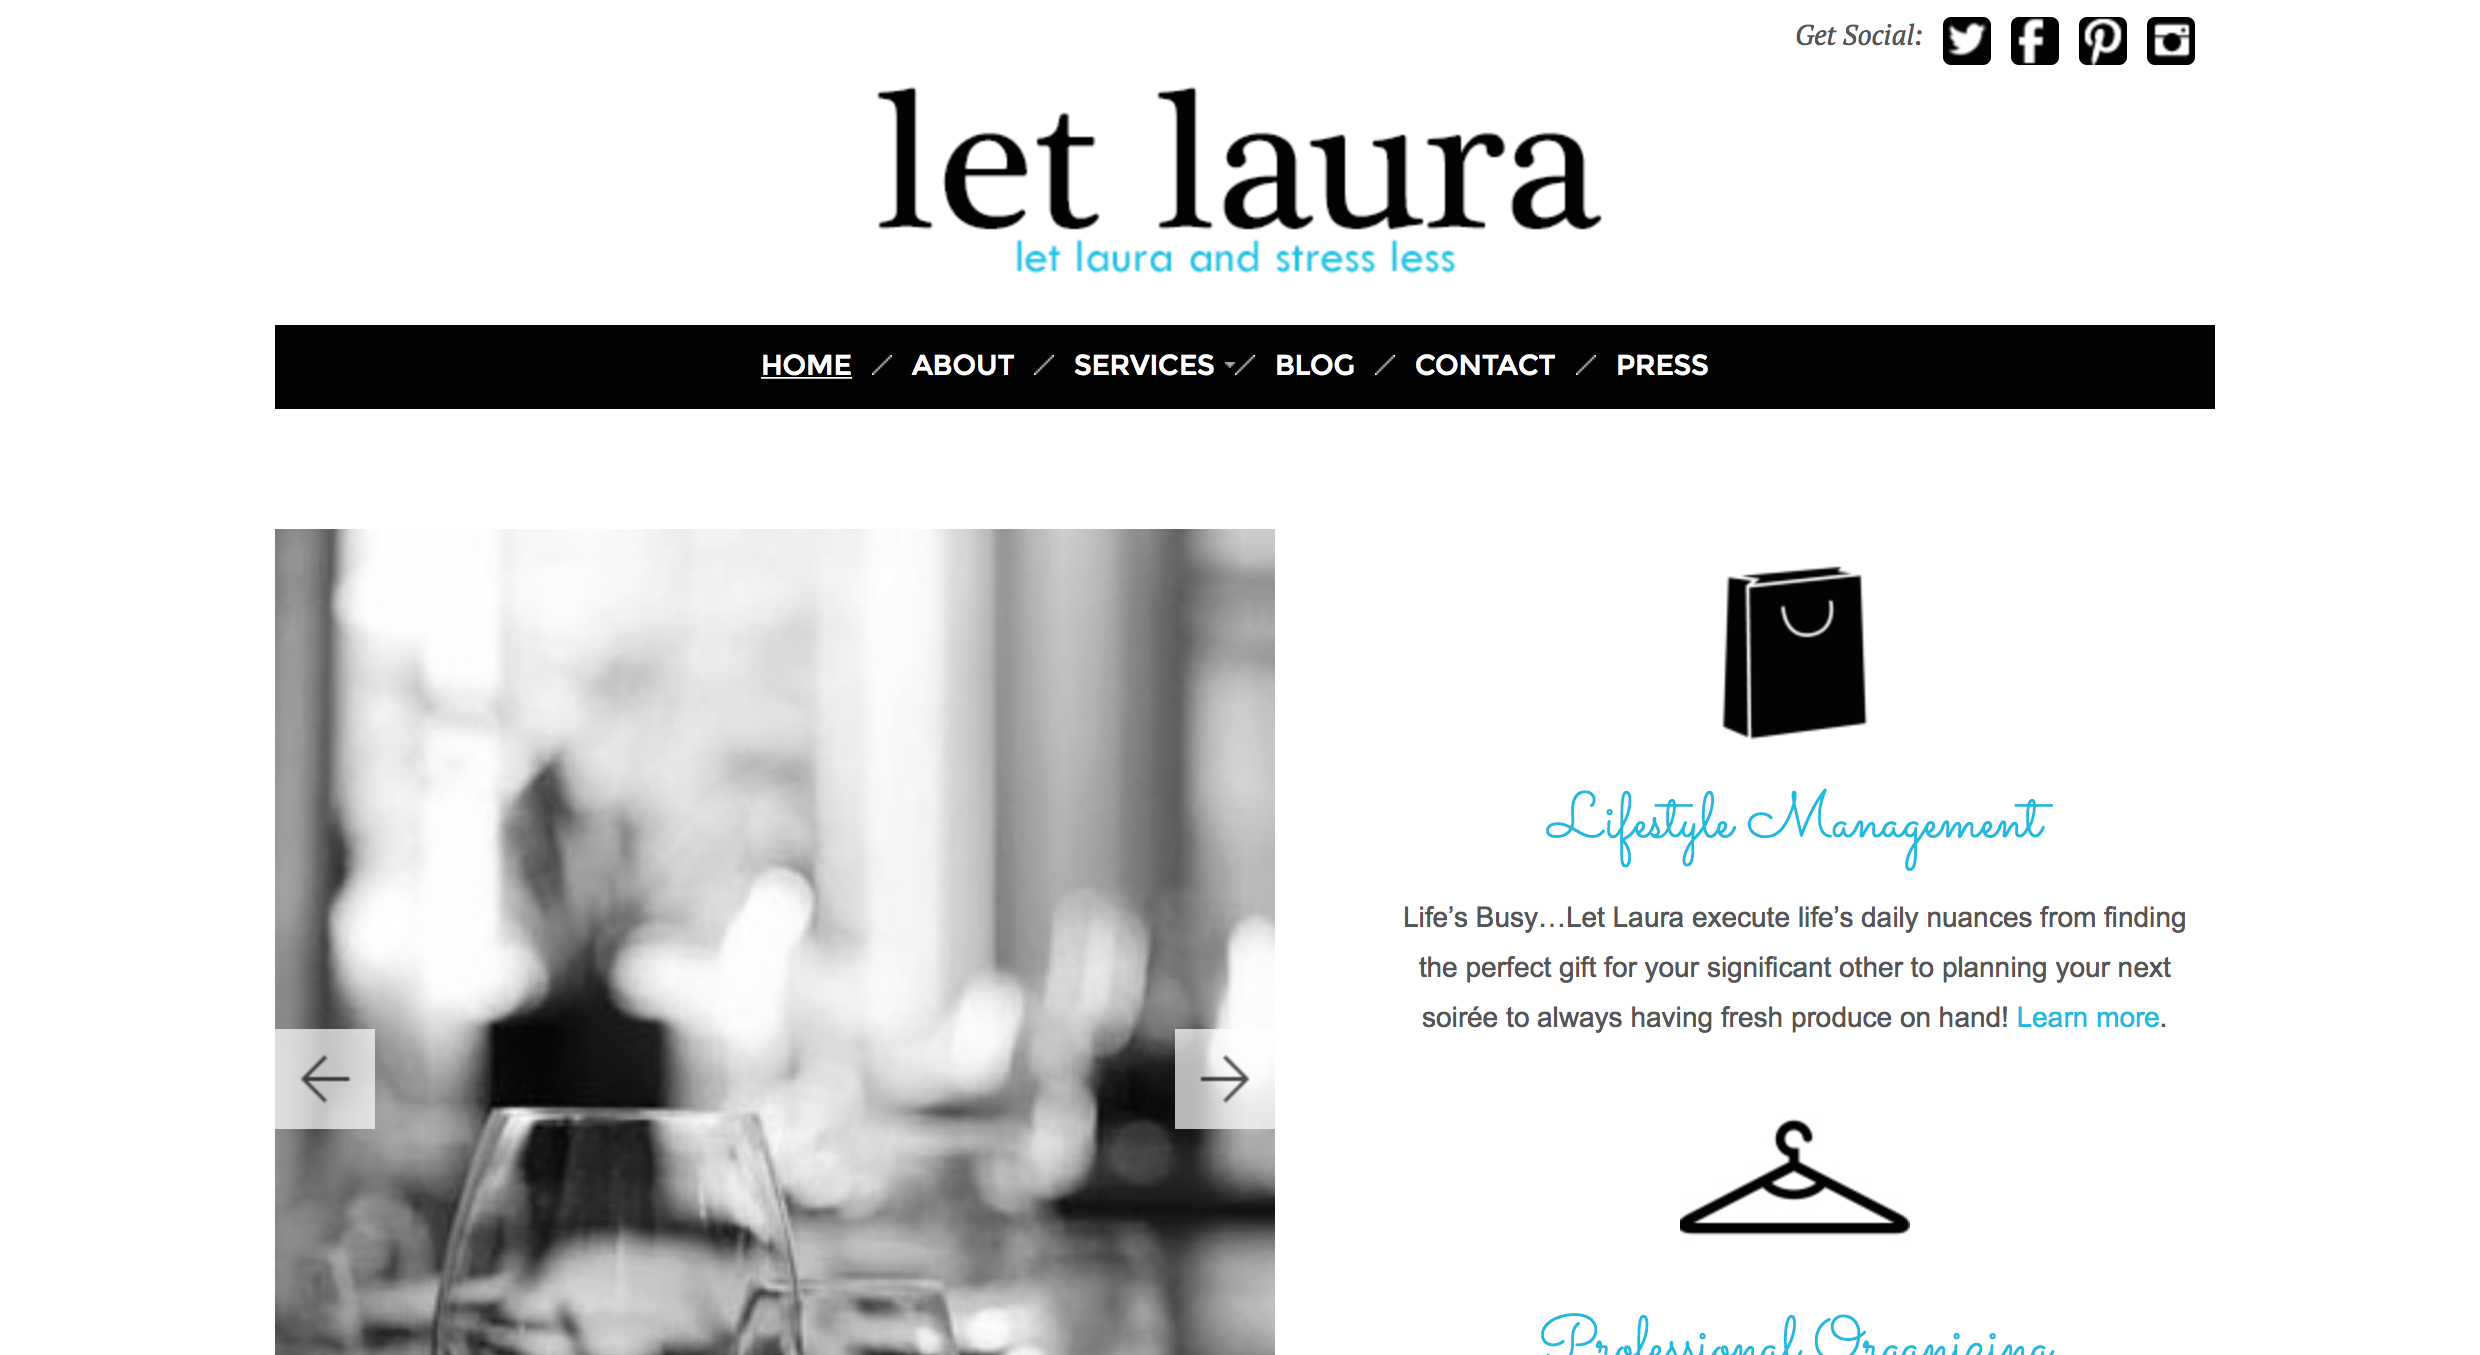 Get Social:
let laura
let laura and stress less
HOME / ABOUT / SERVICES / BLOG / CONTACT / PRESS
Lifestyle Management
Life’s Busy…Let Laura execute life’s daily nuances from finding
the perfect gift for your significant other to planning your next
soirée to always having fresh produce on hand! Learn more.
Professional Organizing